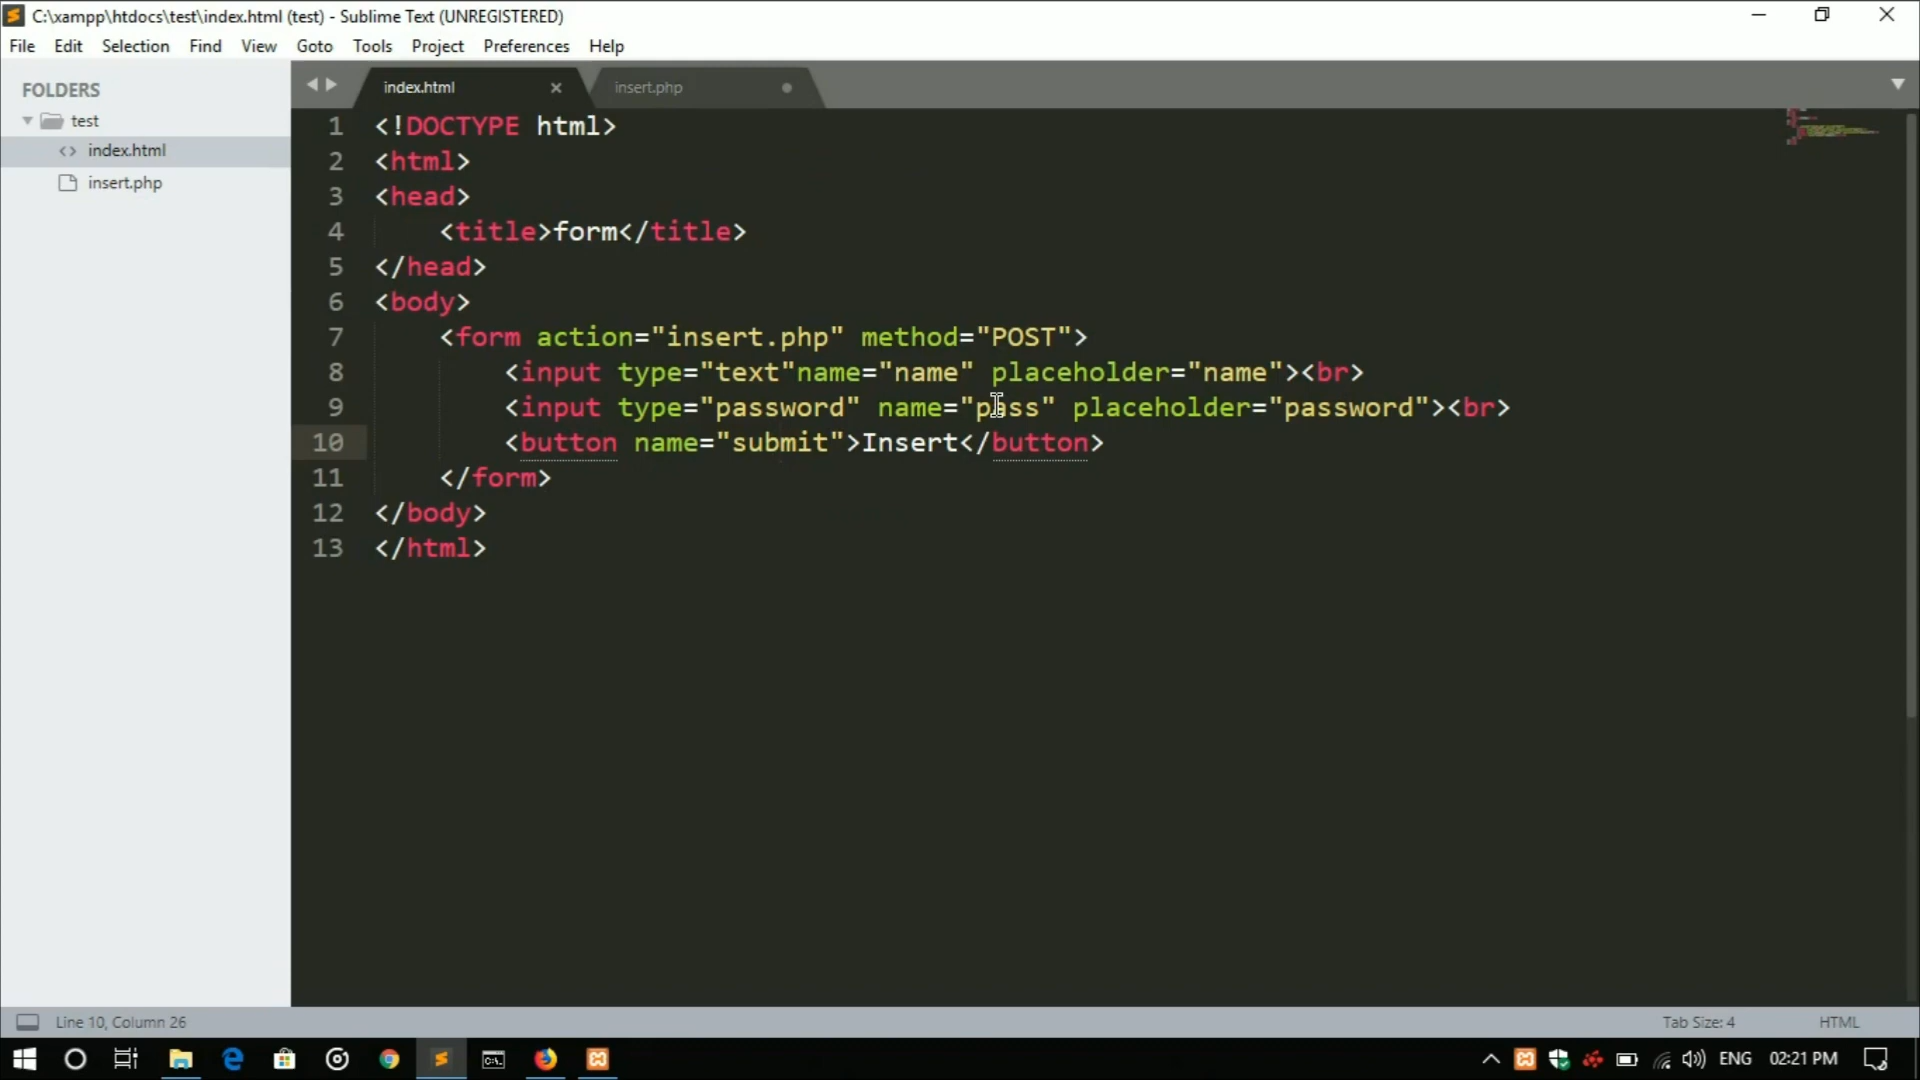 C:\xampp\htdocs\test\index.html (test) - Sublime Text (UNREGISTERED)
File Edit Selection Find View Goto Tools Project Preferences Help
FOLDERS
test
index.html
insert.php
index.html insert.php
1 <!DOCTYPE html>
2 <html>
3 <head>
4 <title>form</title>
5 </head>
6 <body>
7 <form action="insert.php" method="POST">
8 <input type="text"name="name" placeholder="name"><br>
9 <input type="password" name="pass" placeholder="password"><br>
10 <button name="submit">Insert</button>
11 </form>
12 </body>
13 </html>
Line 10, Column 26 Tab Size: 4 HTML
ENG 02:21 PM